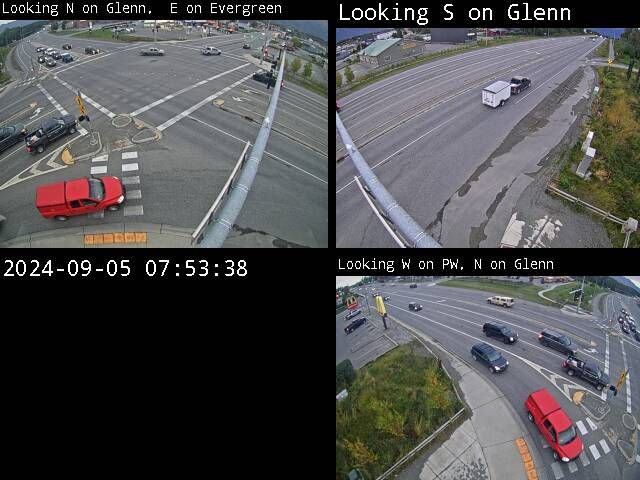 Looking N on Glenn, E on Evergreen
Looking S on Glenn
2024-09-05 07:53:38
Looking W on PW, N on Glenn